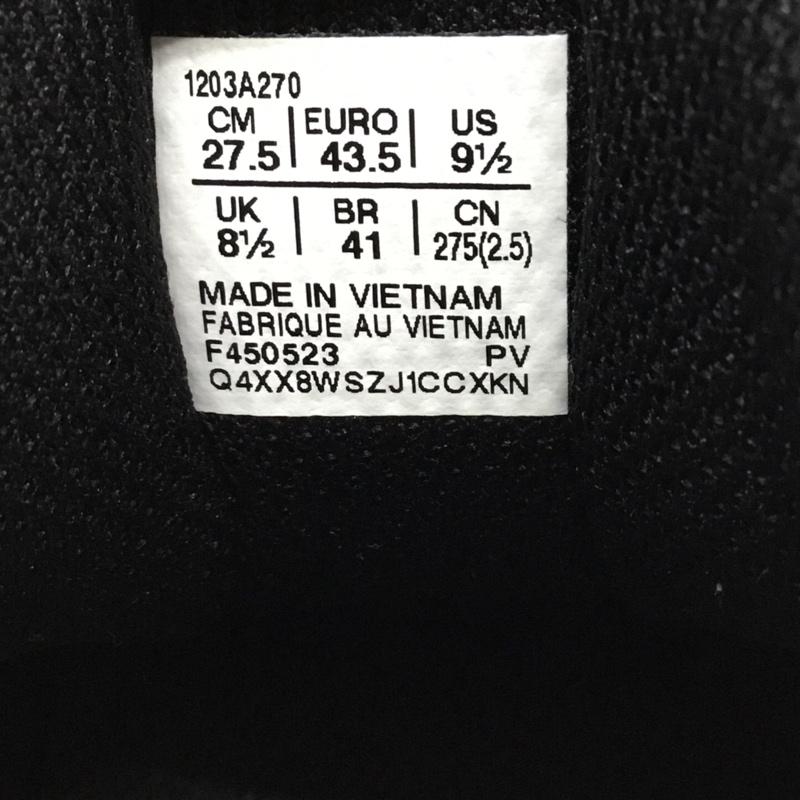 1203A270
CM | EURO | US
27.5 | 43.5 | 9½
UK | BR | CN
8½ | 41 | 275(2.5)
MADE IN VIETNAM
FABRIQUE AU VIETNAM
F450523 PV
Q4XX8WSZJ1CCXKN